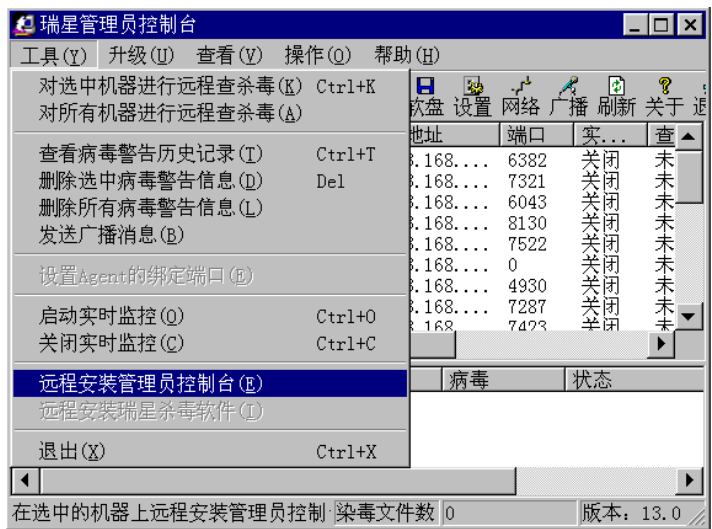 瑞星管理员控制台
工具(Y) 升级(U) 查看(V) 操作(O) 帮助(H)
软盘 设置 网络 广播 刷新 关于 退
对选中机器进行远程查杀毒(K) Ctrl+K
对所有机器进行远程查杀毒(A)
查看病毒警告历史记录(T) Ctrl+T
删除选中病毒警告信息(D) Del
删除所有病毒警告信息(L)
发送广播消息(B)
设置Agent的绑定端口(E)
启动实时监控(O) Ctrl+O
关闭实时监控(C) Ctrl+C
远程安装管理员控制台(E)
远程安装瑞星杀毒软件(I)
退出(X) Ctrl+X
地址 端口 实... 查
.168.... 6382 关闭 未
.168.... 7321 关闭 未
.168.... 6043 关闭 未
.168.... 8130 关闭 未
.168.... 7522 关闭 未
.168.... 0 关闭 未
.168.... 4930 关闭 未
.168.... 7287 关闭 未
.168 7423 关闭 未
病毒 状态
在选中的机器上远程安装管理员控制 染毒文件数 0 版本: 13.0